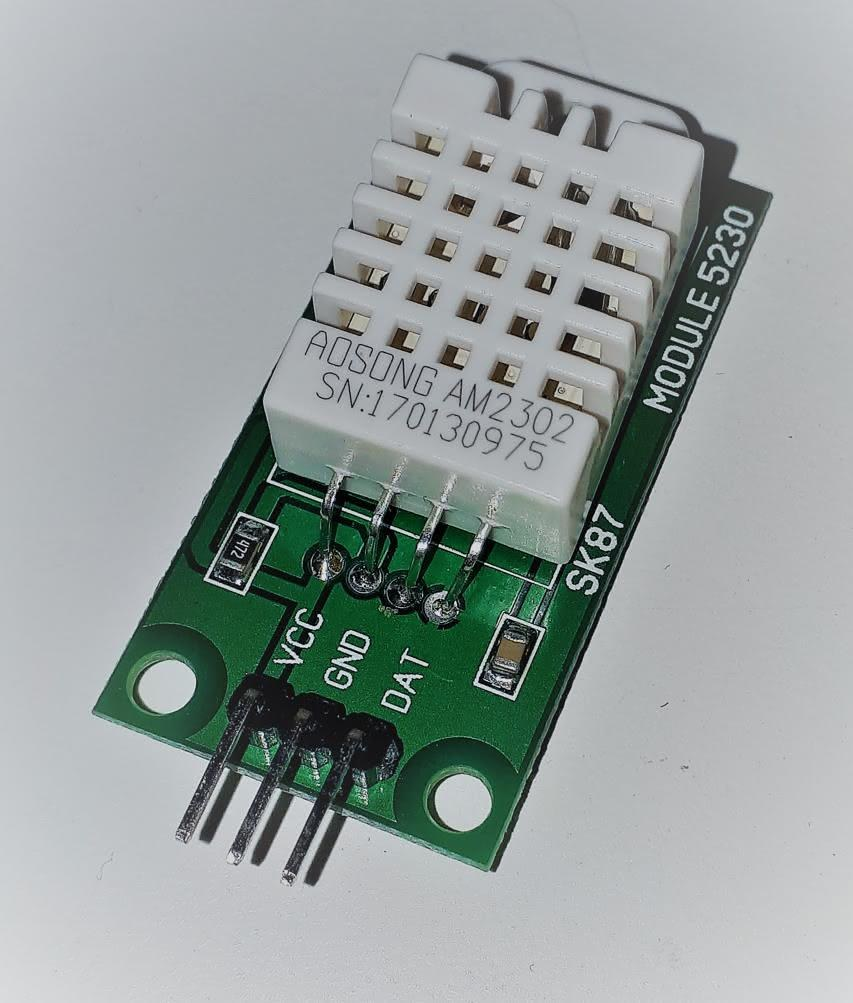 MODULE 5230
AOSONG AM2302
SN:170130975
SK87
472
VCC
GND
DAT